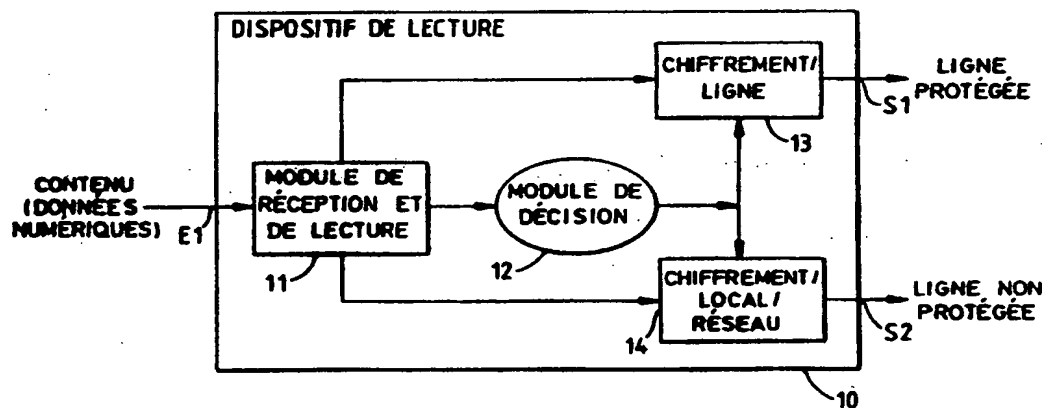 DISPOSITIF DE LECTURE
CHIFFREMENT/
LIGNE
13
S1
LIGNE
PROTÉGÉE
CONTENU
(DONNÉES
NUMÉRIQUES)
E1
MODULE DE
RÉCEPTION ET
DE LECTURE
11
MODULE DE
DÉCISION
12
CHIFFREMENT/
LOCAL/
RÉSEAU
14
S2
LIGNE NON
PROTÉGÉE
10